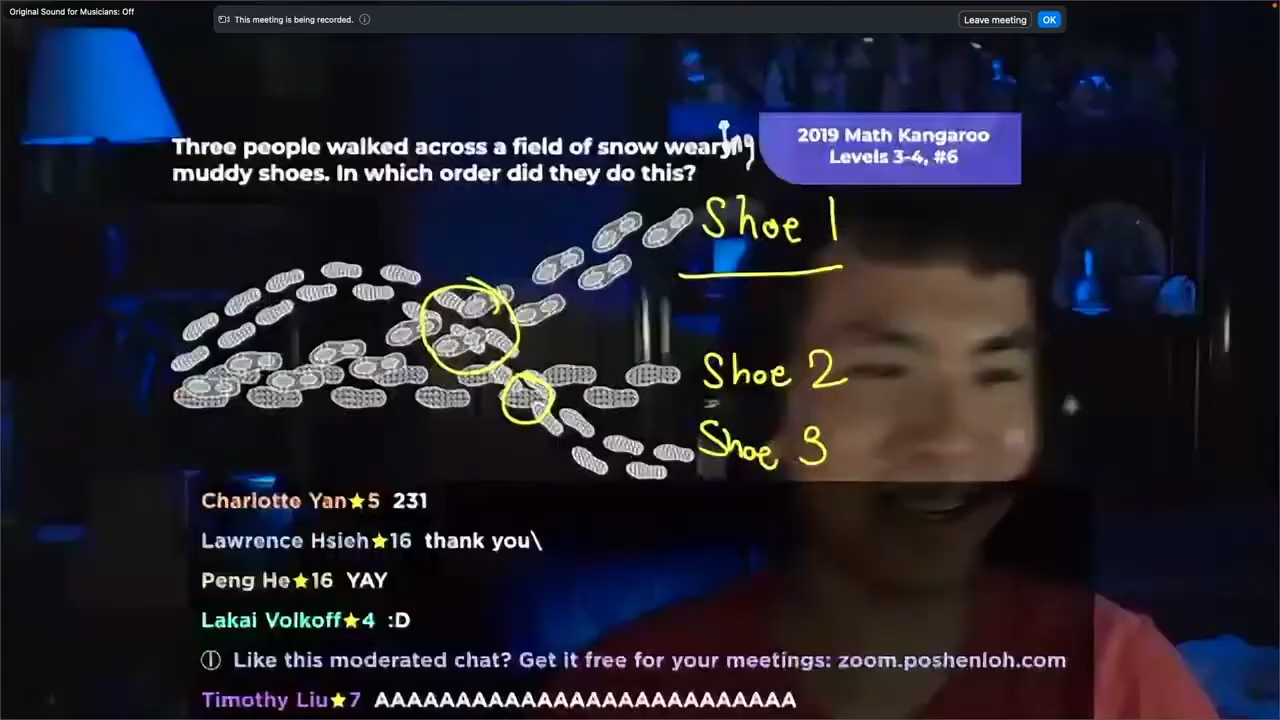 Original Sound for Musicians: Off
This meeting is being recorded.
Leave meeting
OK
Three people walked across a field of snow wearing
muddy shoes. In which order did they do this?
2019 Math Kangaroo
Levels 3-4, #6
Shoe 1
Shoe 2
Shoe 3
Charlotte Yan★5 231
Lawrence Hsieh★16 thank you\
Peng He★16 YAY
Lakai Volkoff★4 :D
Like this moderated chat? Get it free for your meetings: zoom.poshenloh.com
Timothy Liu★7 AAAAAAAAAAAAAAAAAAAAAAAAAA